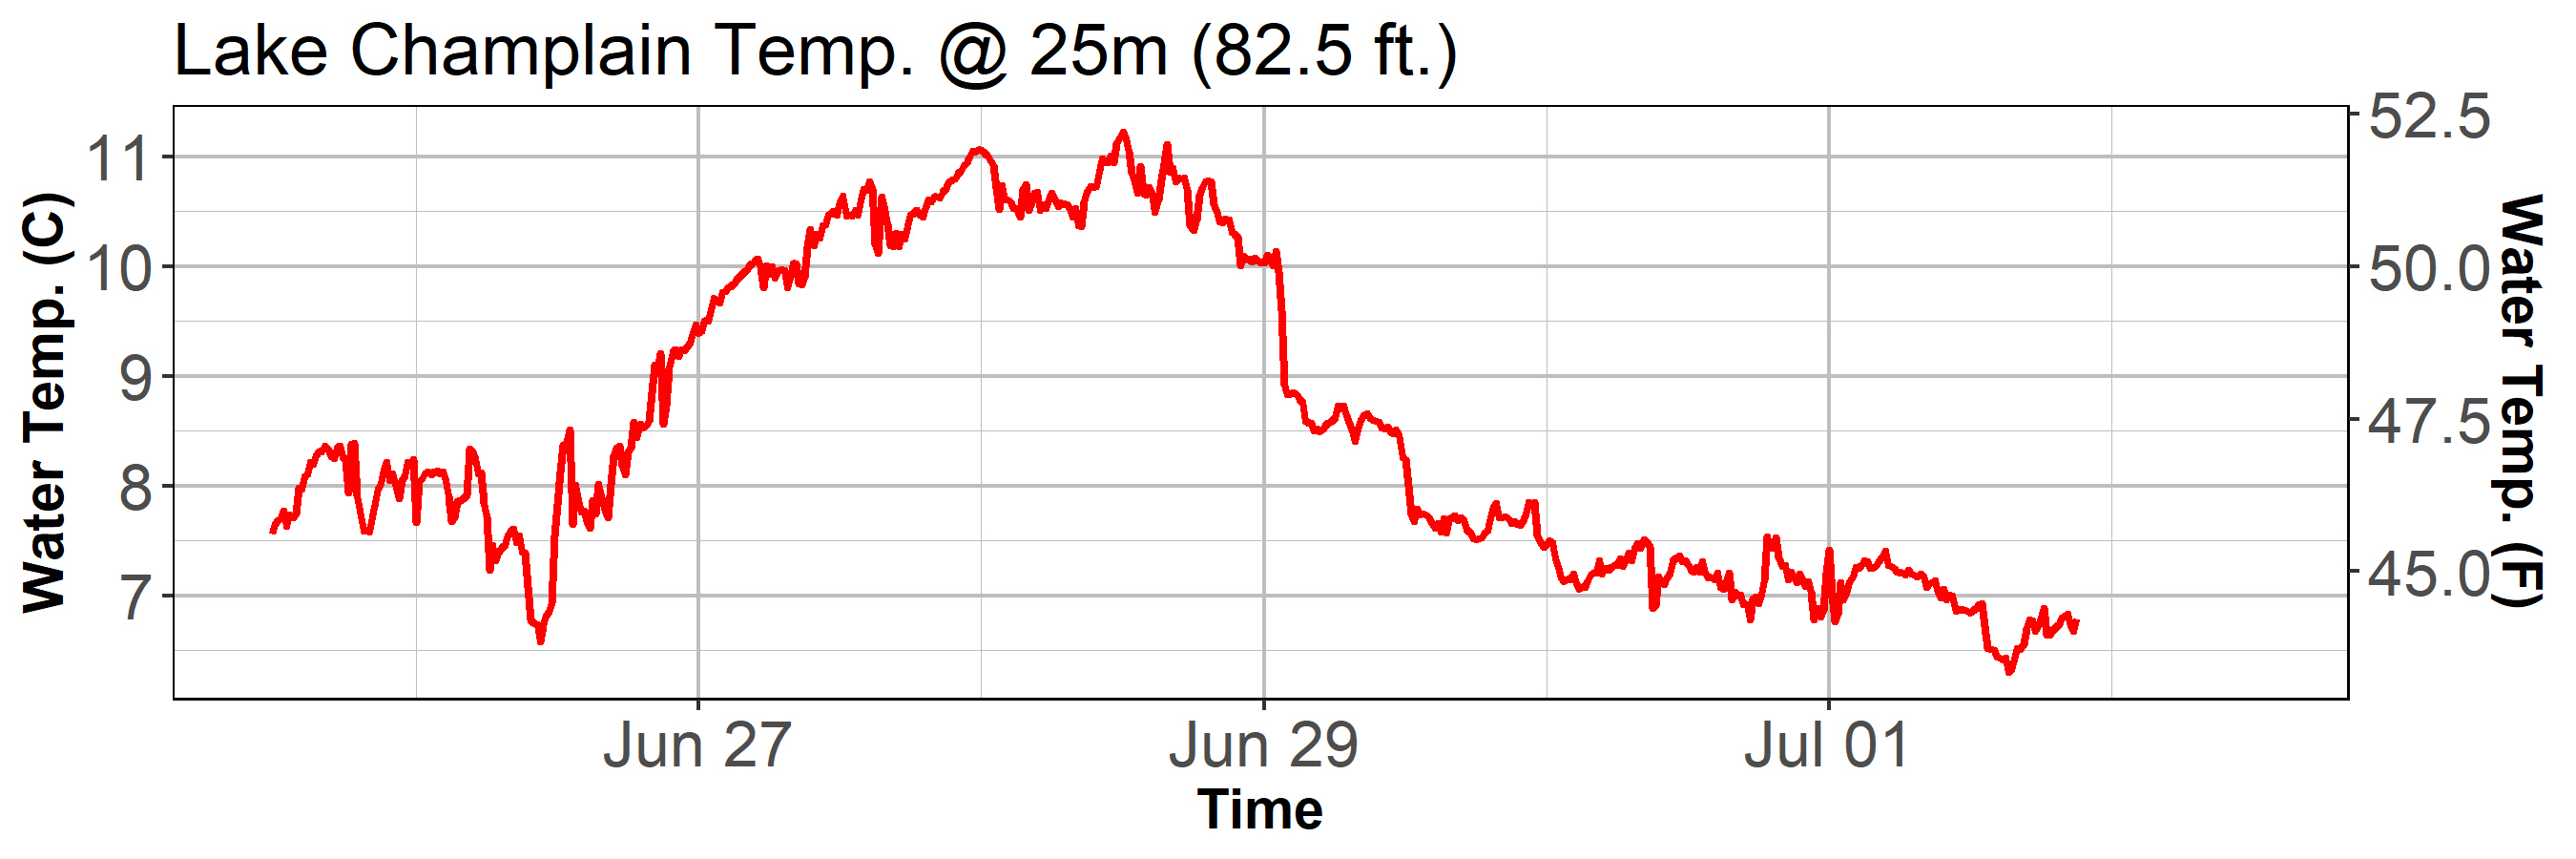 Lake Champlain Temp. @ 25m (82.5 ft.)
Water Temp. (C)
11
10
9
8
7
52.5
50.0
47.5
45.0
Water Temp. (F)
Jun 27
Jun 29
Jul 01
Time